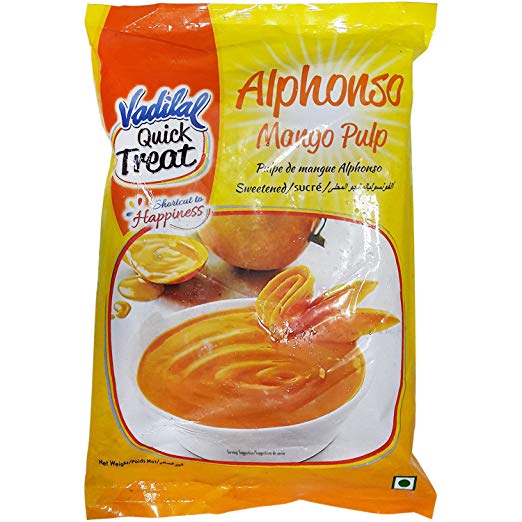 Vadilal
Quick
TREAT
Shortcut to
Happiness
Alphonso
Mango Pulp
Pulpe de mangue Alphonso
Sweetened/sucré/
Serving Suggestion/Suggestion de servir
Net Weight/Poids Net/